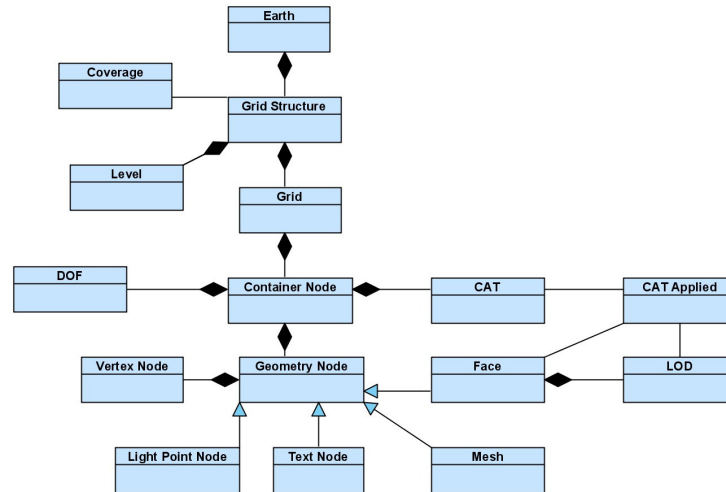 Earth
Coverage
Grid Structure
Level
Grid
DOF
Container Node
CAT
CAT Applied
Vertex Node
Geometry Node
Face
LOD
Light Point Node
Text Node
Mesh